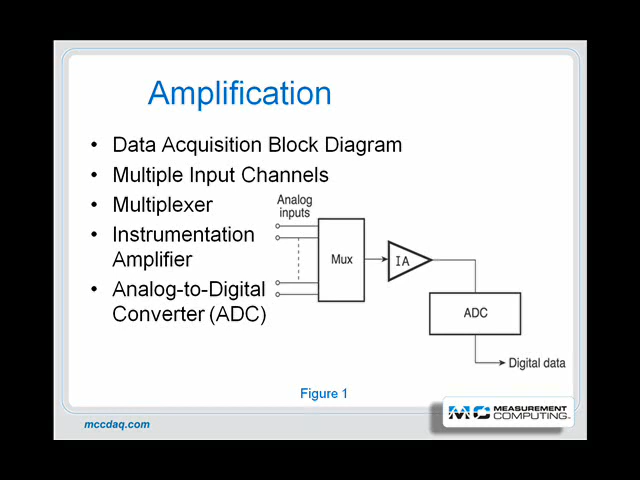 Amplification
• Data Acquisition Block Diagram
• Multiple Input Channels
• Multiplexer
• Instrumentation
Amplifier
• Analog-to-Digital
Converter (ADC)
Analog
inputs
Mux
IA
ADC
Digital data
Figure 1
mccdaq.com
MC MEASUREMENT
COMPUTING